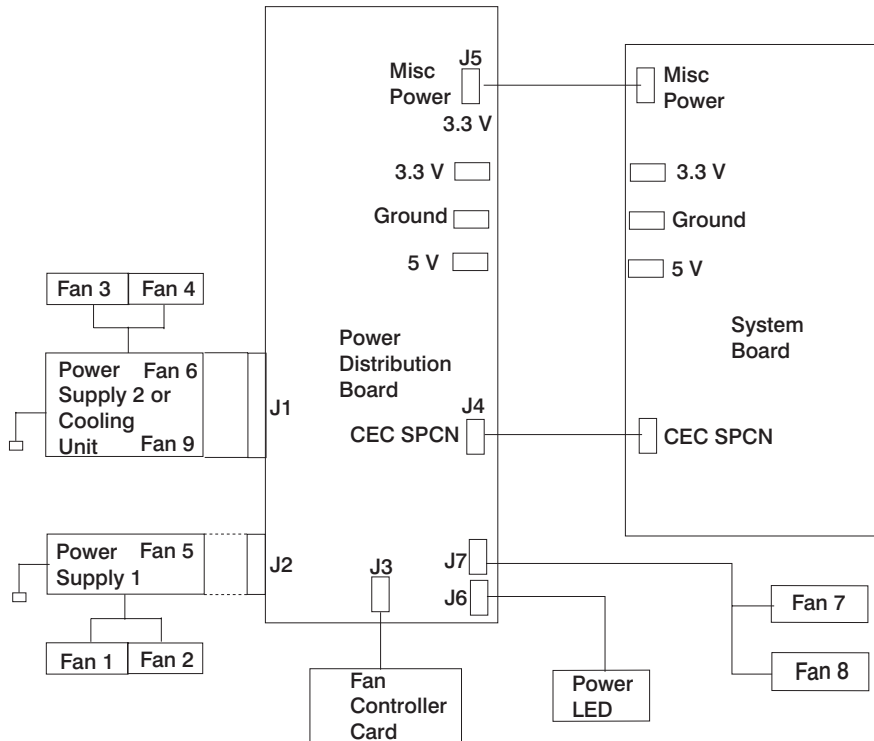 J5
Misc
Power
3.3 V
3.3 V
Ground
5 V
Power
Distribution
Board
J4
CEC SPCN
J1
J2
J3
J7
J6
Misc
Power
3.3 V
Ground
5 V
System
Board
CEC SPCN
Fan 3
Fan 4
Power
Supply 2 or
Cooling
Unit
Fan 6
Fan 9
Power
Supply 1
Fan 5
Fan 1
Fan 2
Fan
Controller
Card
Power
LED
Fan 7
Fan 8